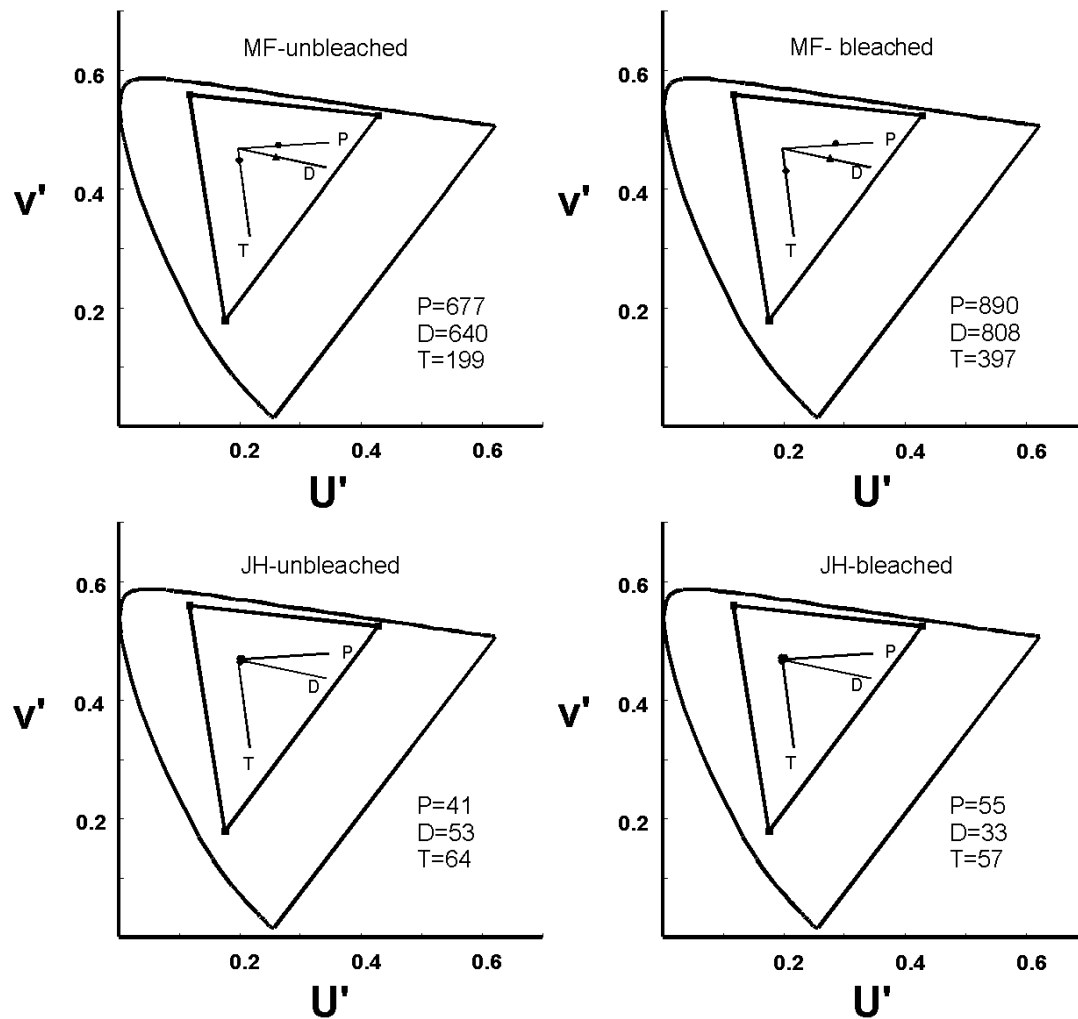 MF-unbleached
0.6
0.4
0.2
v'
P
D
T
P=677
D=640
T=199
0.2 0.4 0.6
U'
MF- bleached
0.6
0.4
0.2
v'
P
D
T
P=890
D=808
T=397
0.2 0.4 0.6
U'
JH-unbleached
0.6
0.4
0.2
v'
P
D
T
P=41
D=53
T=64
0.2 0.4 0.6
U'
JH-bleached
0.6
0.4
0.2
v'
P
D
T
P=55
D=33
T=57
0.2 0.4 0.6
U'